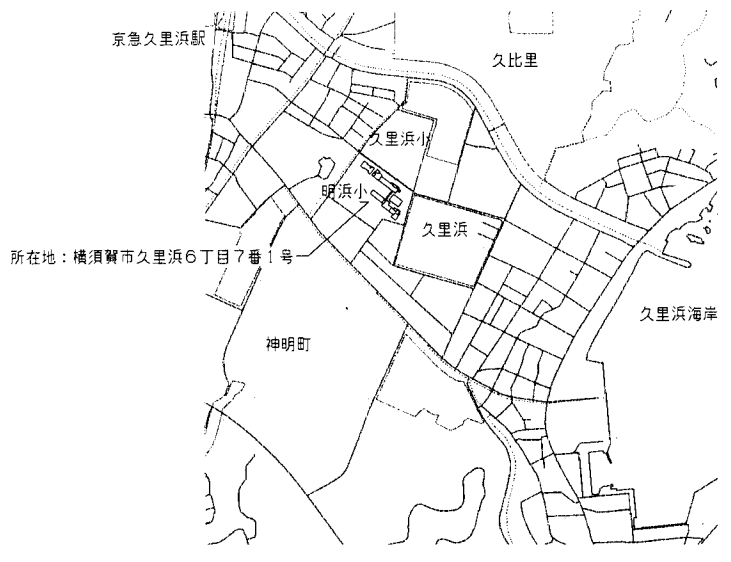 京急久里浜駅
久比里
久里浜小
明浜小
久里浜
所在地：横須賀市久里浜６丁目７番１号
久里浜海岸
神明町